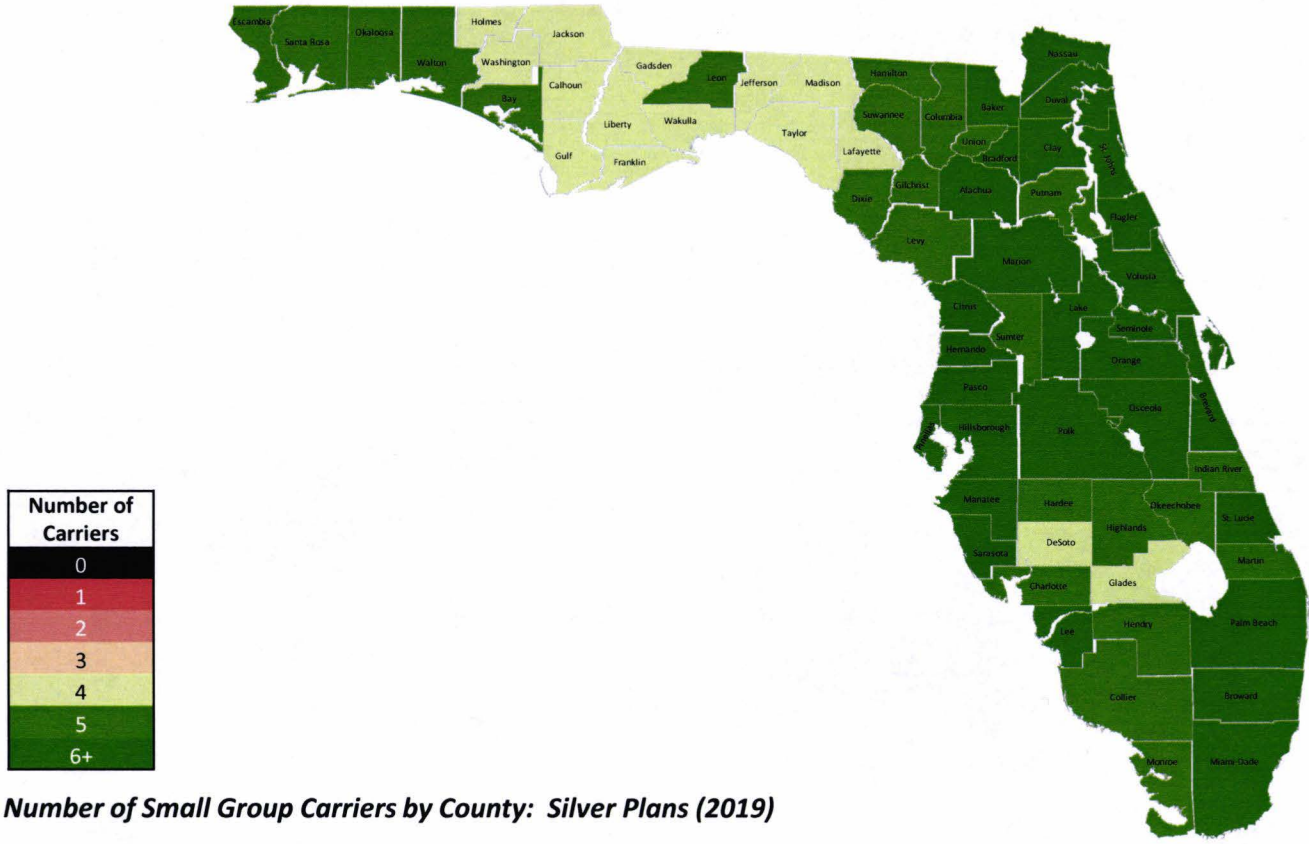 Escambia
Santa Rosa
Okaloosa
Walton
Holmes
Jackson
Washington
Bay
Calhoun
Gulf
Gadsden
Liberty
Franklin
Leon
Wakulla
Jefferson
Madison
Taylor
Lafayette
Hamilton
Suwannee
Columbia
Baker
Nassau
Duval
Union
Bradford
Clay
St. Johns
Dixie
Gilchrist
Alachua
Putnam
Flagler
Levy
Marion
Volusia
Citrus
Sumter
Lake
Seminole
Hernando
Orange
Pasco
Osceola
Brevard
Pinellas
Hillsborough
Polk
Indian River
Manatee
Hardee
Highlands
Okeechobee
St. Lucie
Sarasota
DeSoto
Martin
Charlotte
Glades
Lee
Hendry
Palm Beach
Collier
Broward
Monroe
Miami-Dade
Number of
Carriers
0
1
2
3
4
5
6+
Number of Small Group Carriers by County: Silver Plans (2019)